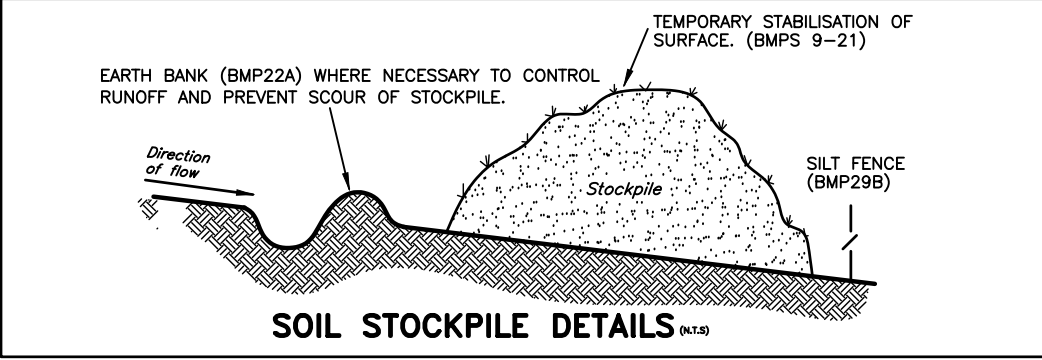 TEMPORARY STABILISATION OF
SURFACE. (BMPS 9-21)
EARTH BANK (BMP22A) WHERE NECESSARY TO CONTROL
RUNOFF AND PREVENT SCOUR OF STOCKPILE.
Direction
of flow
SILT FENCE
(BMP29B)
Stockpile
SOIL STOCKPILE DETAILS (N.T.S)